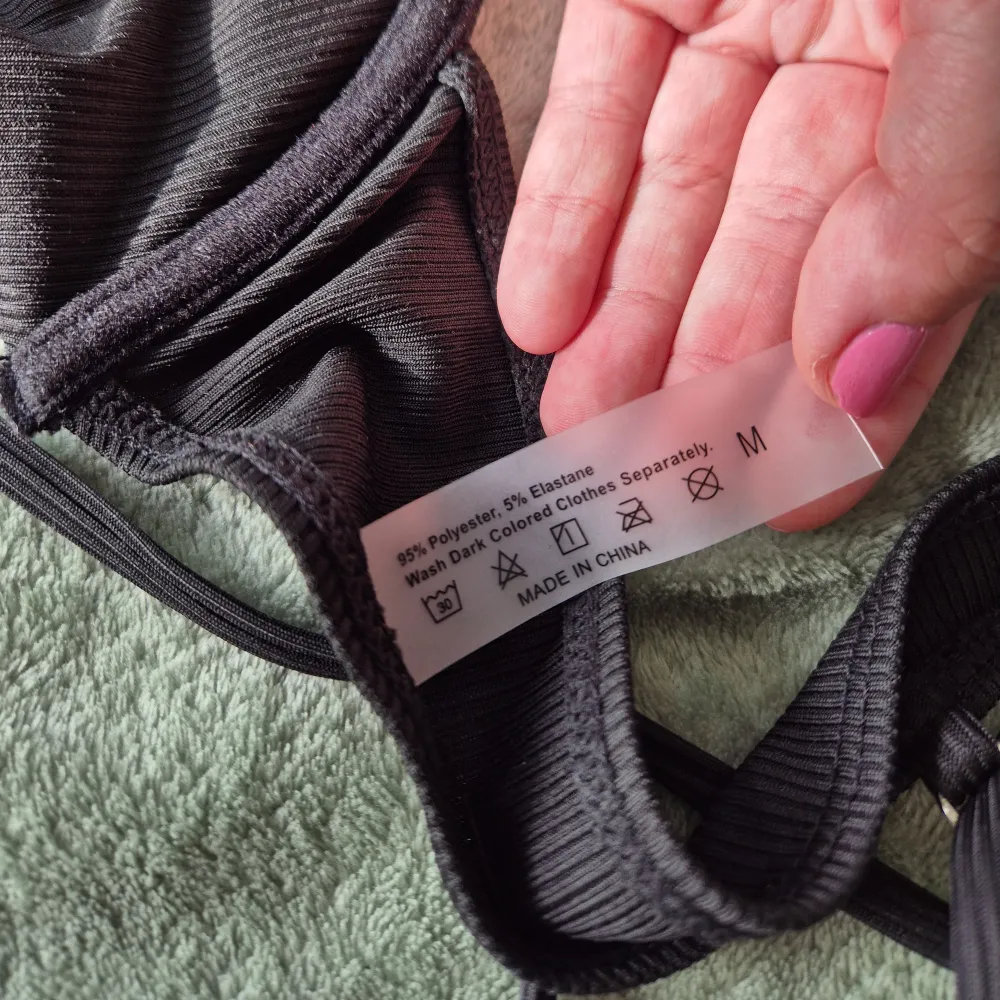 95% Polyester, 5% Elastane
Wash Dark Colored Clothes Separately.
M
30
MADE IN CHINA